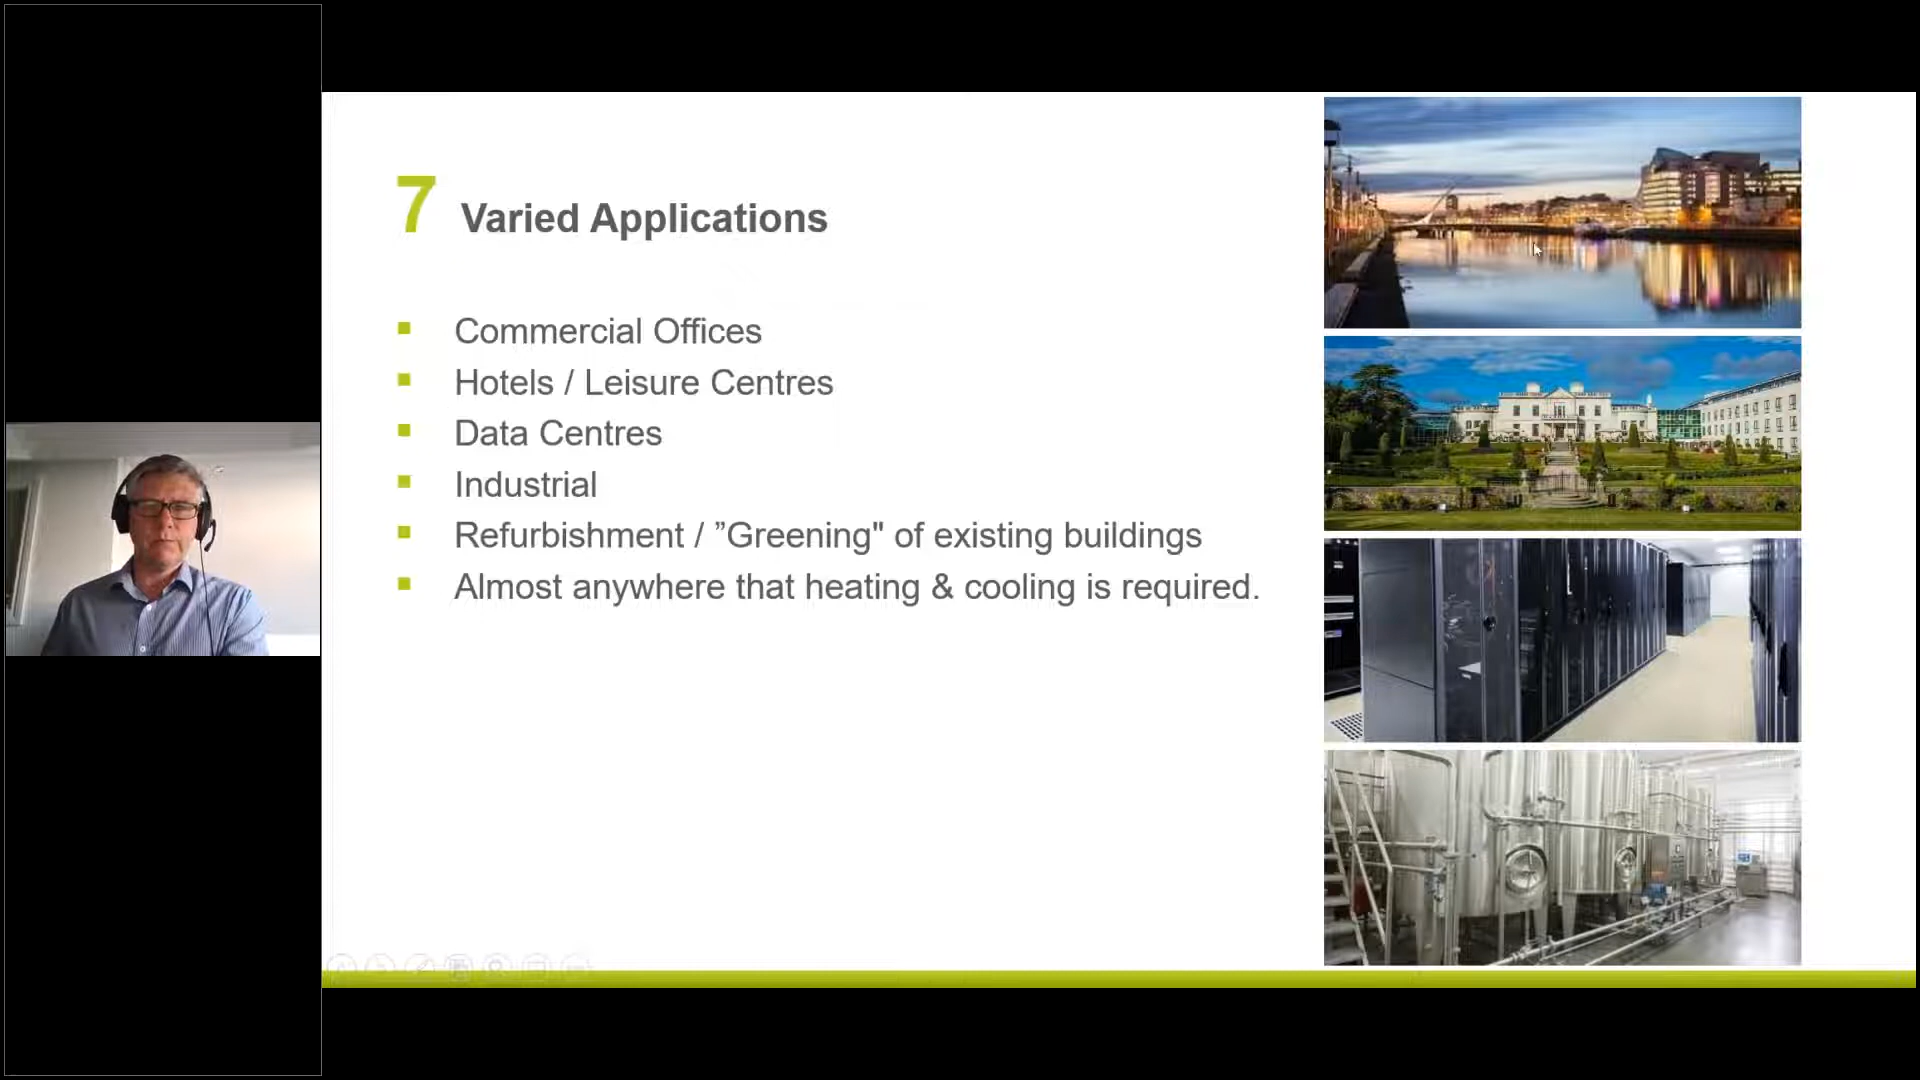 7 Varied Applications
Commercial Offices
Hotels / Leisure Centres
Data Centres
Industrial
Refurbishment / ”Greening" of existing buildings
Almost anywhere that heating & cooling is required.